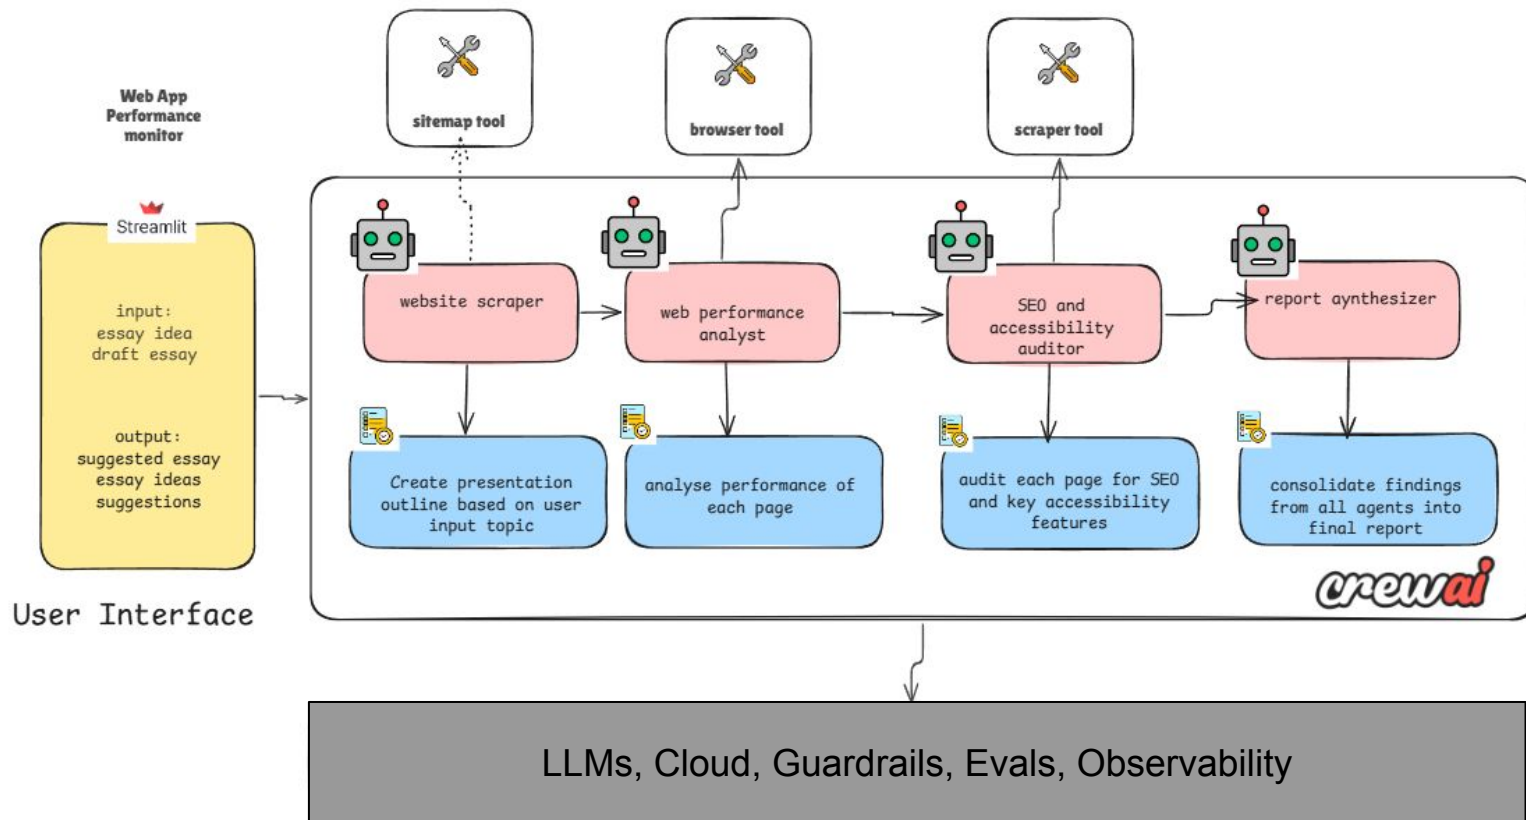 Web App
Performance
monitor
sitemap tool
browser tool
scraper tool
Streamlit
input:
essay idea
draft essay
output:
suggested essay
essay ideas
suggestions
User Interface
website scraper
web performance
analyst
SEO and
accessibility
auditor
report aynthesizer
Create presentation
outline based on user
input topic
analyse performance of
each page
audit each page for SEO
and key accessibility
features
consolidate findings
from all agents into
final report
crewai
LLMs, Cloud, Guardrails, Evals, Observability